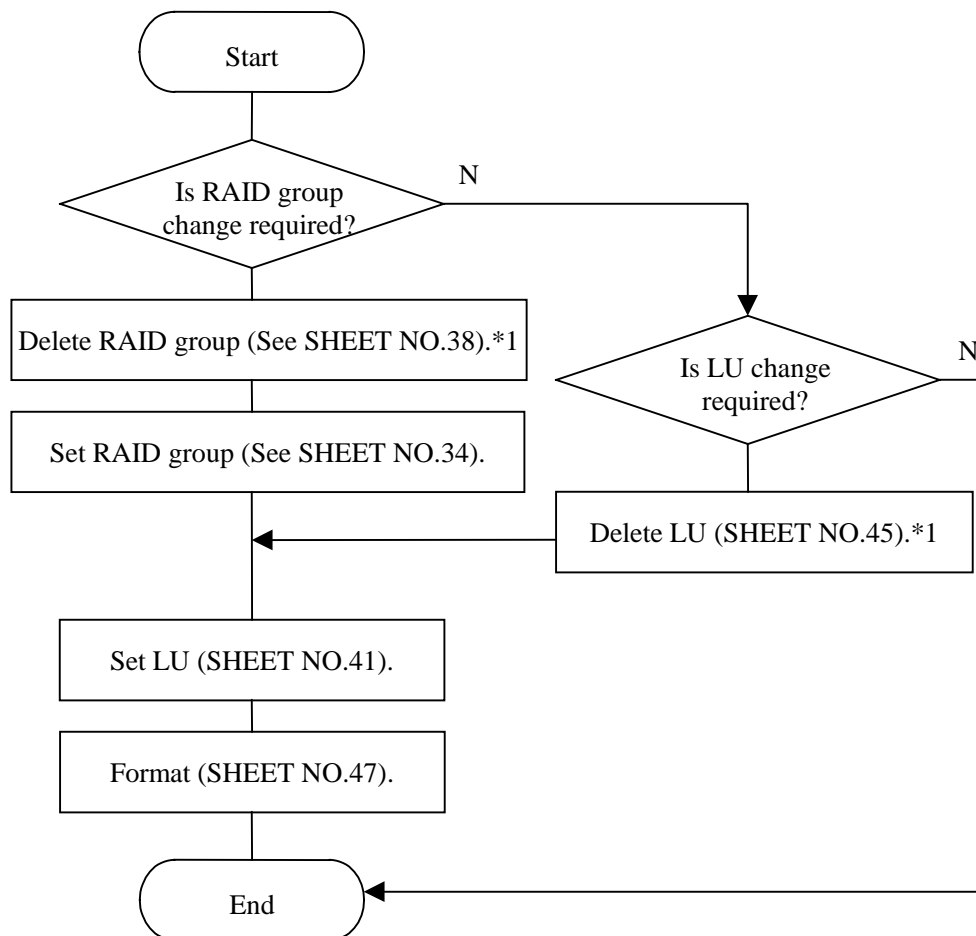 Start
Is RAID group
change required?
N
Delete RAID group (See SHEET NO.38).*1
Is LU change
required?
N
Set RAID group (See SHEET NO.34).
Delete LU (SHEET NO.45).*1
Set LU (SHEET NO.41).
Format (SHEET NO.47).
End